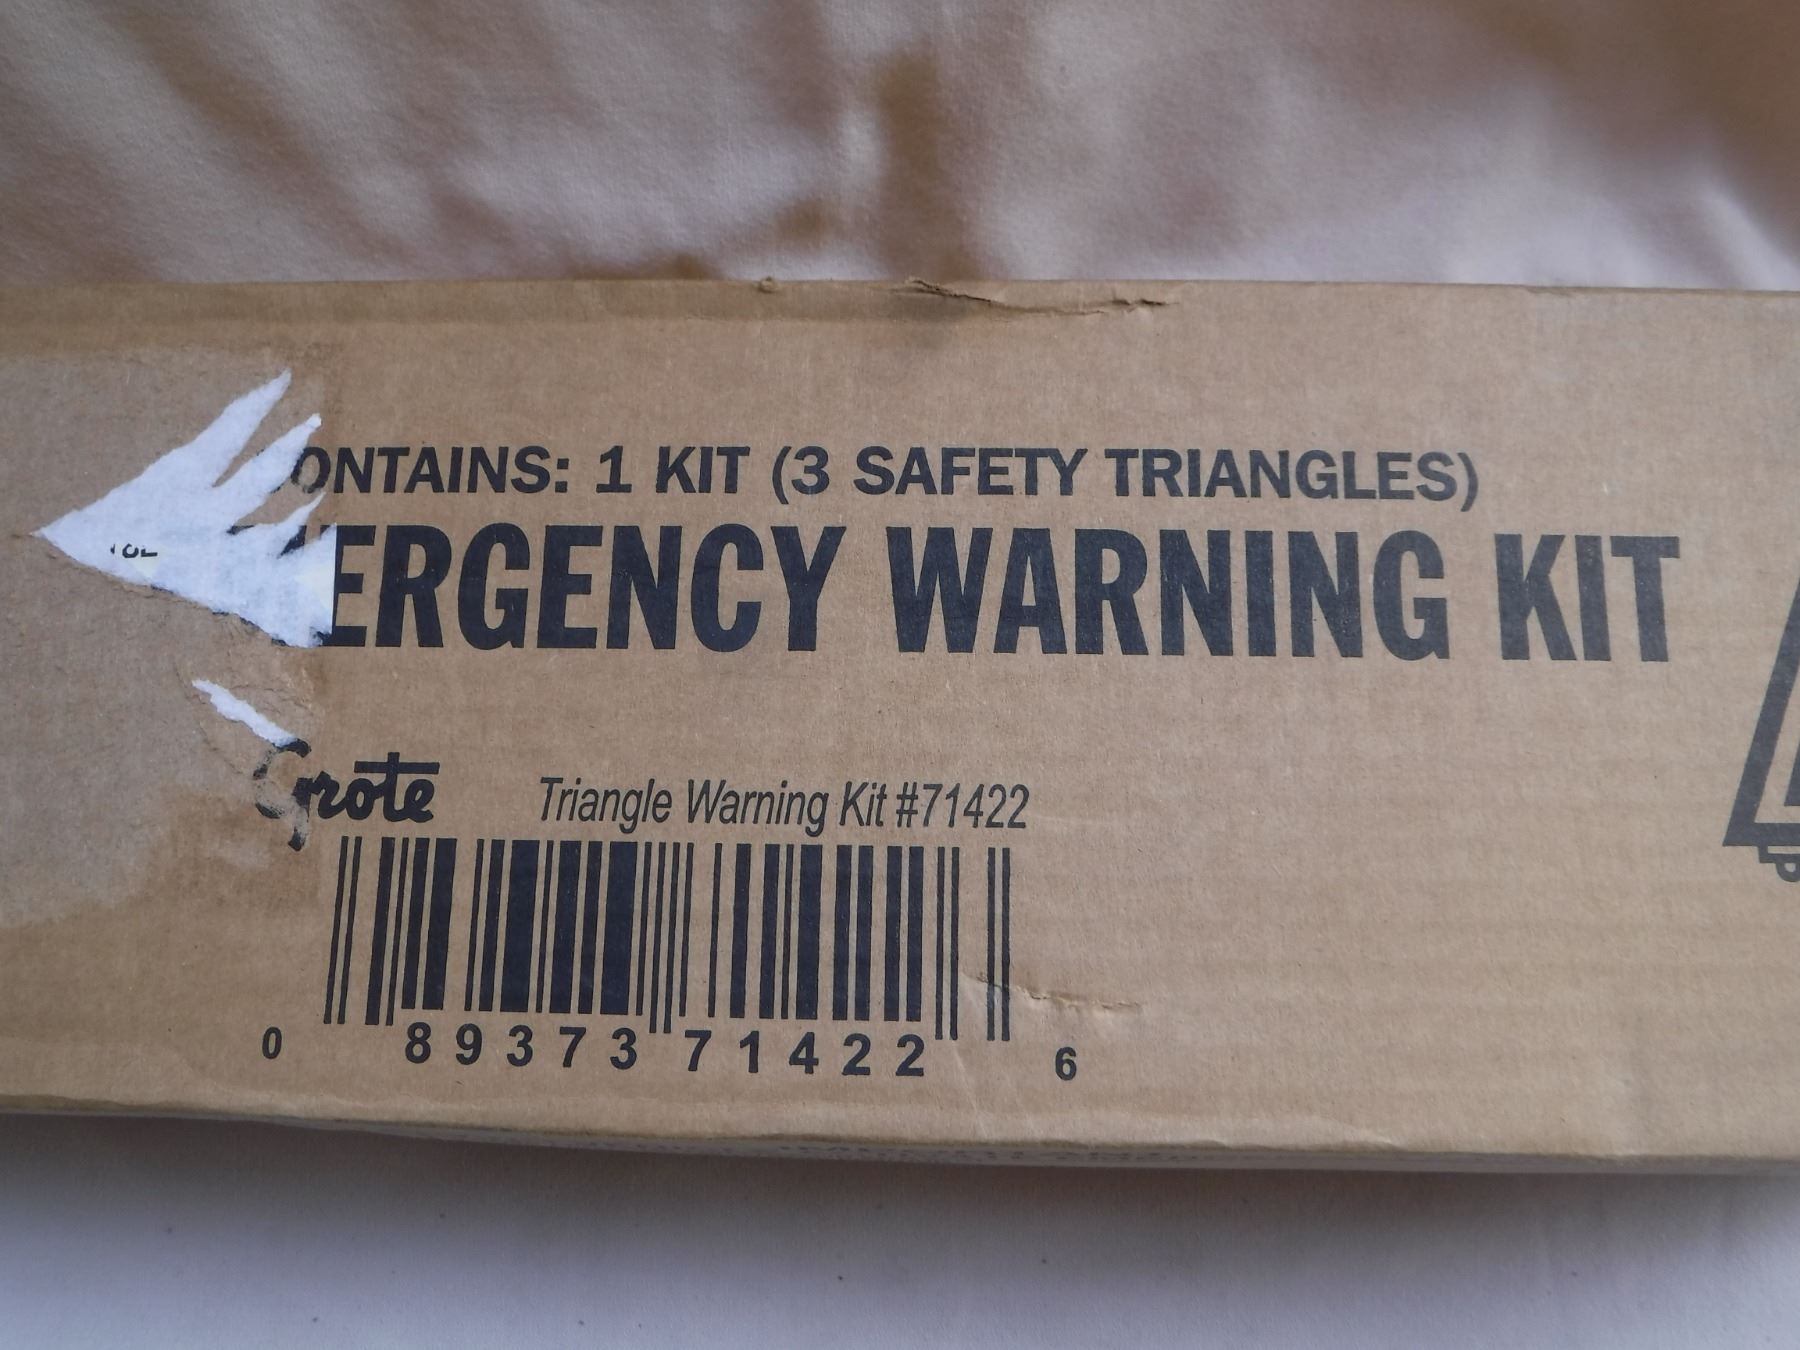 ONTAINS: 1 KIT (3 SAFETY TRIANGLES)
ERGENCY WARNING KIT
Grote
Triangle Warning Kit #71422
0 89373 71422 6